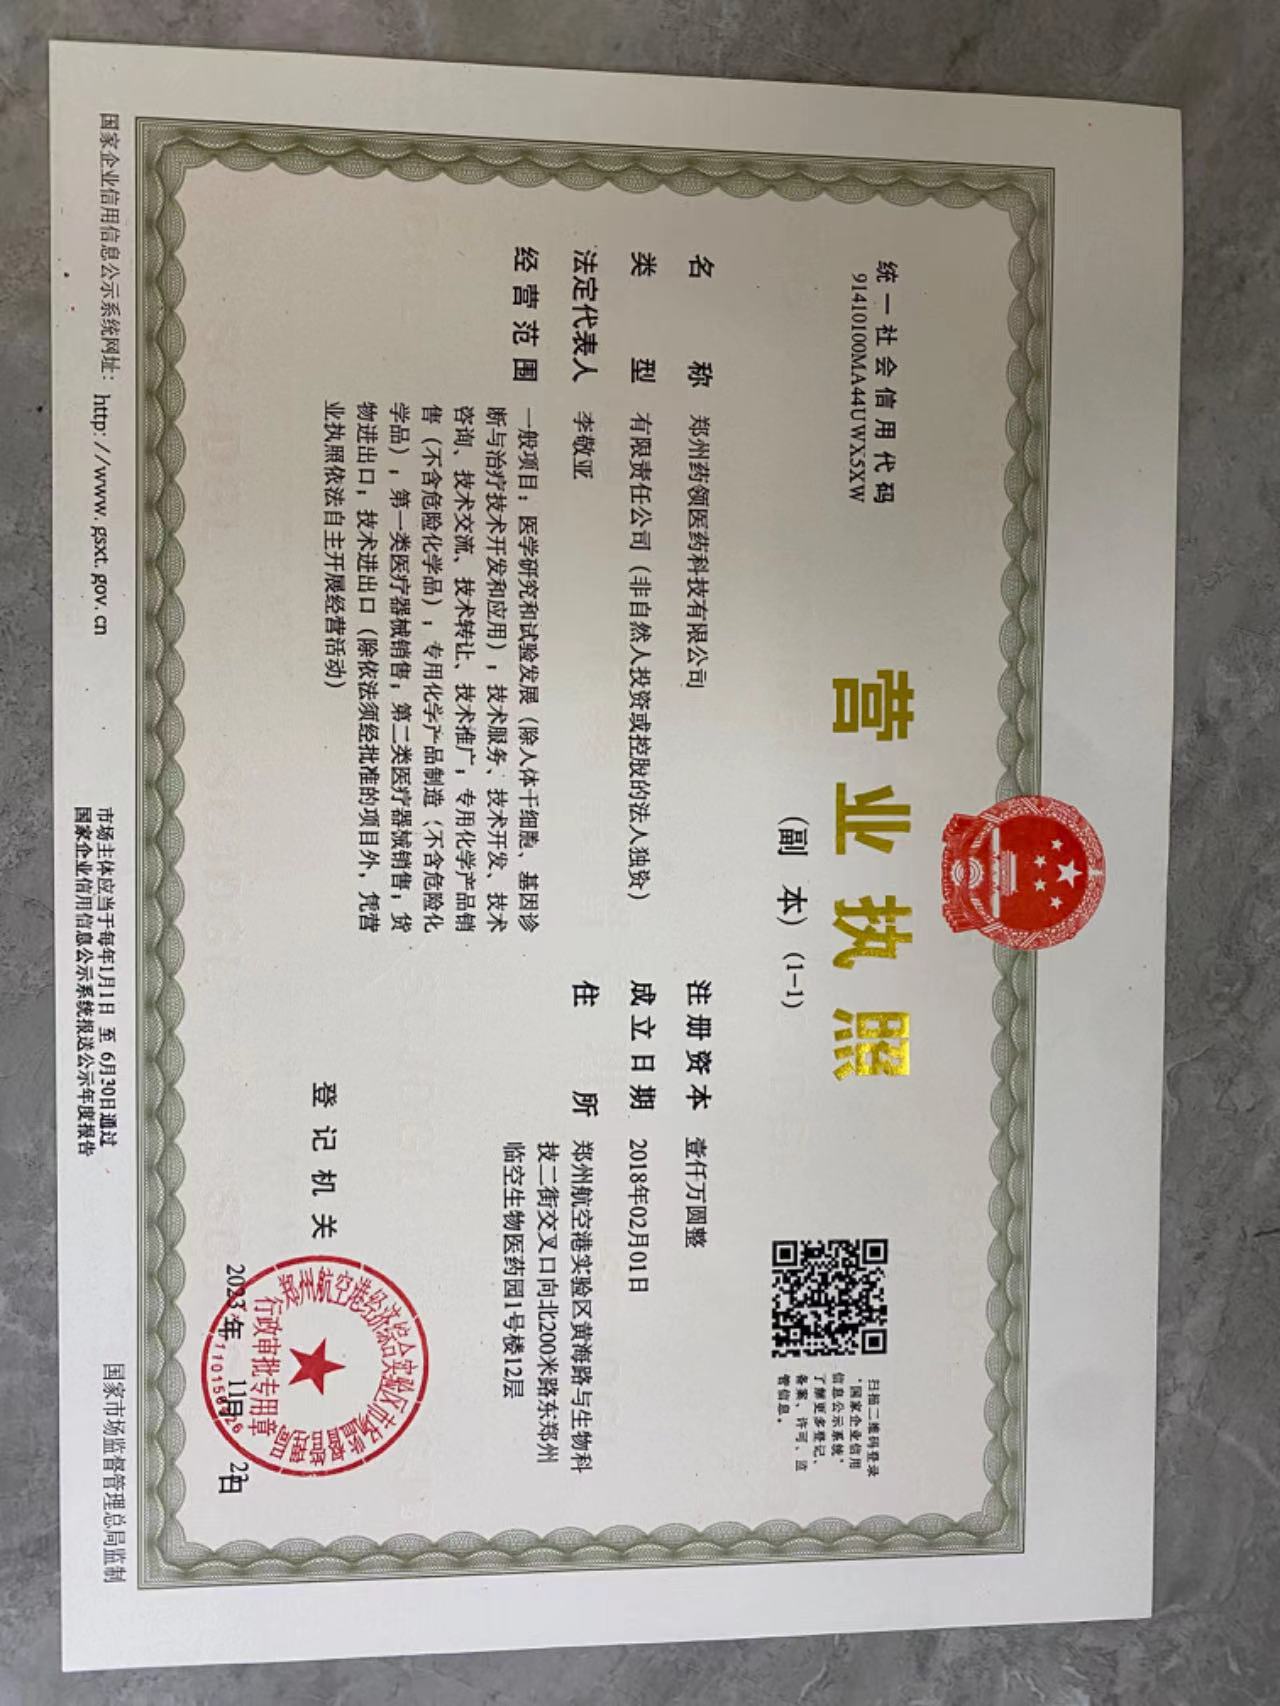 统一社会信用代码
91410100MA44UWX5XW
营业执照
(副 本)(1-1)
扫描二维码登录
"国家企业信用
信息公示系统"
了解更多登记、
备案、许可、监
管信息。
名 称 郑州药领医药科技有限公司
类 型 有限责任公司(非自然人投资或控股的法人独资)
法定代表人 李敬亚
经营范围 一般项目:医学研究和试验发展(除人体干细胞、基因诊
断与治疗技术开发和应用);技术服务、技术开发、技术
咨询、技术交流、技术转让、技术推广;专用化学产品销
售(不含危险化学品);专用化学产品制造(不含危险化
学品);第一类医疗器械销售;第二类医疗器械销售;货
物进出口;技术进出口(除依法须经批准的项目外,凭营
业执照依法自主开展经营活动)
注册资本 壹仟万圆整
成立日期 2018年02月01日
住 所 郑州航空港实验区黄海路与生物科
技二街交叉口向北200米路东郑州
临空生物医药园1号楼12层
登记机关
郑州航空港经济综合实验区市场监督管理局
行政审批专用章
2023年 11月 22日
国家企业信用信息公示系统网址: http://www.gsxt.gov.cn
市场主体应当于每年1月1日 至 6月30日通过
国家企业信用信息公示系统报送公示年度报告
国家市场监督管理总局监制